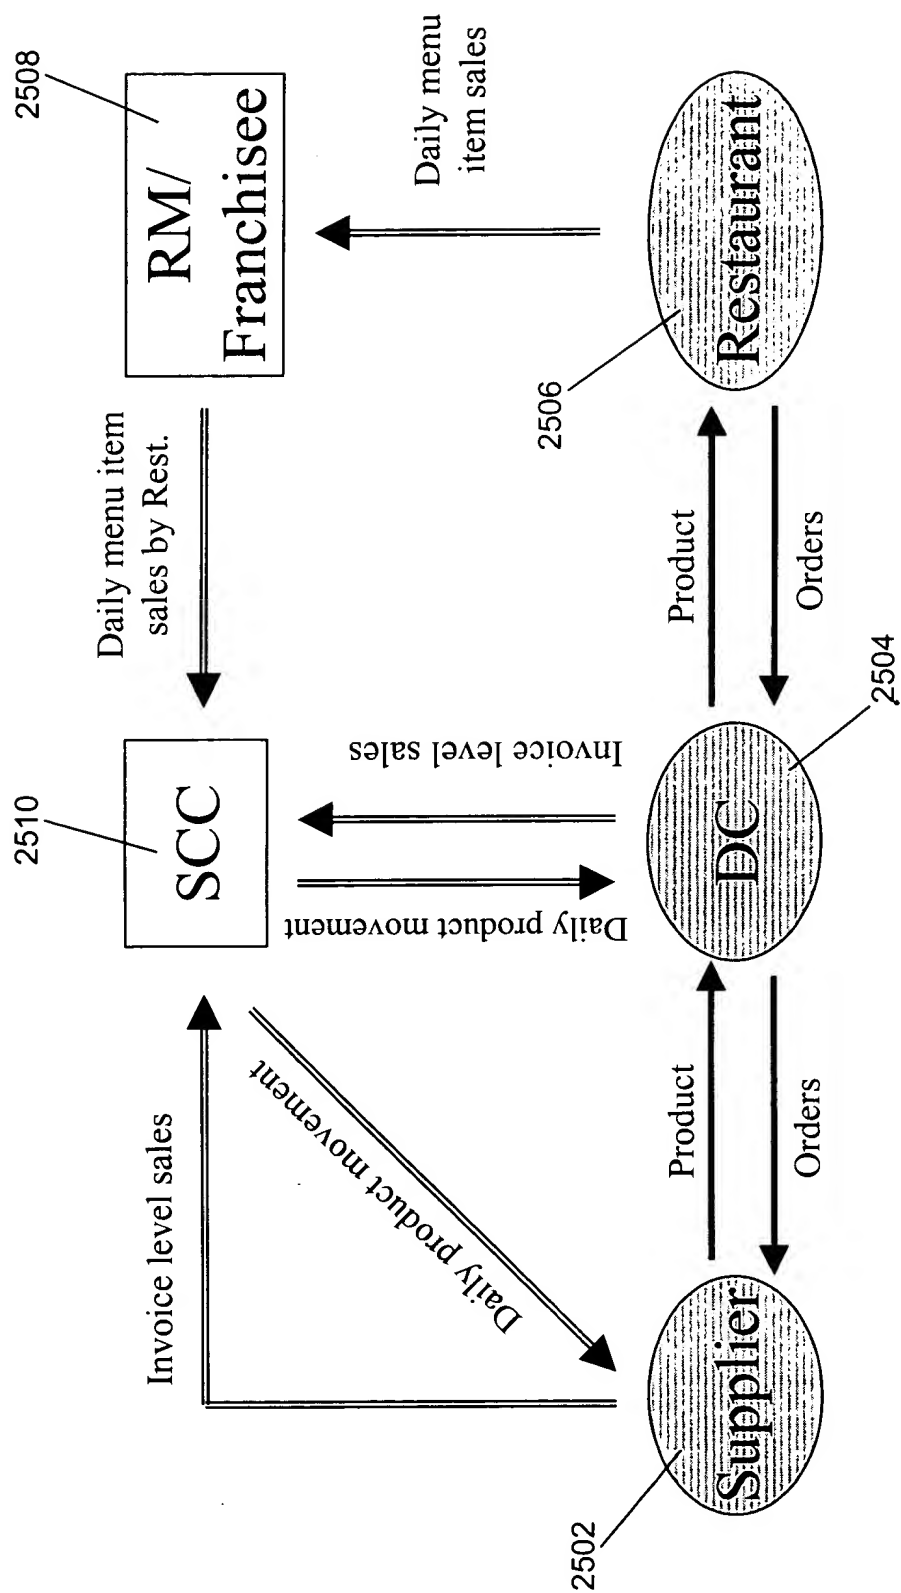 2510
2508
SCC
RM/
Franchisee
Daily menu item
sales by Rest.
Invoice level sales
Daily product movement
Daily product movement
Invoice level sales
Daily menu
item sales
2502
Supplier
Product
Orders
DC
2504
Product
Orders
2506
Restaurant